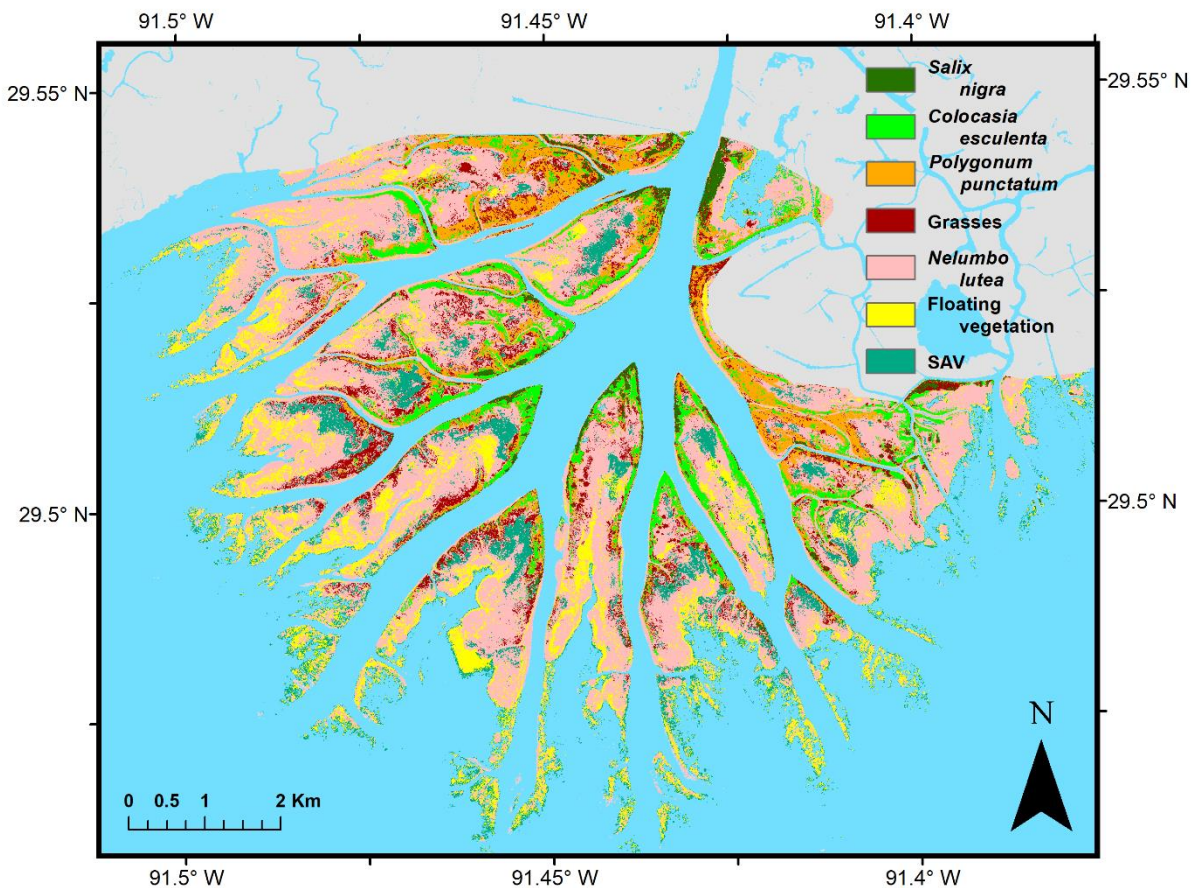 91.5° W 91.45° W 91.4° W
29.55° N 29.55° N
Salix
nigra
Colocasia
esculenta
Polygonum
punctatum
Grasses
Nelumbo
lutea
Floating
vegetation
SAV
29.5° N 29.5° N
N
0 0.5 1 2 Km
91.5° W 91.45° W 91.4° W